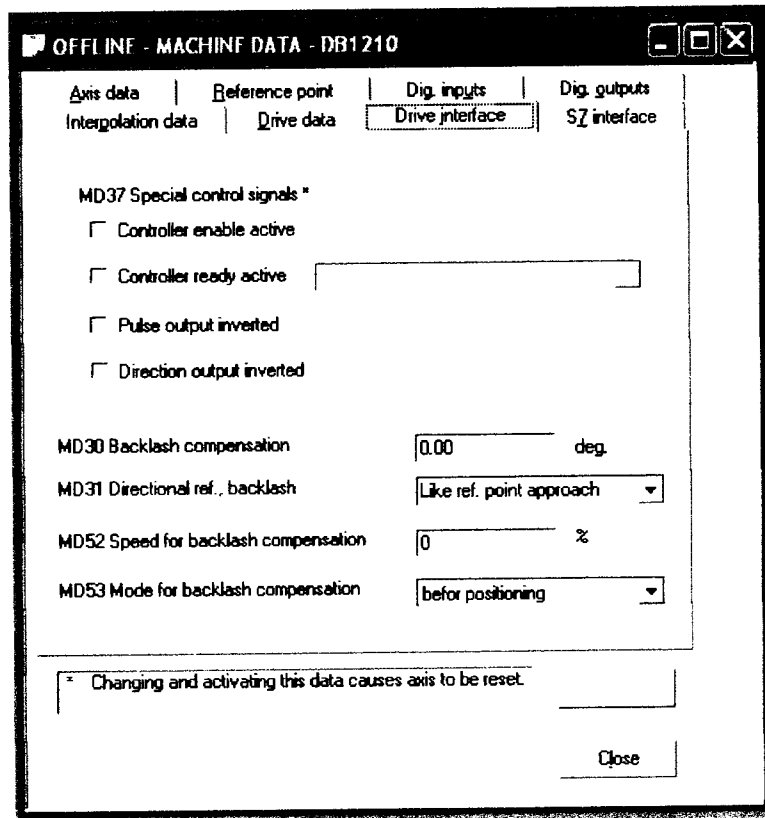 OFFLINE - MACHINE DATA - DB1210
Axis data Reference point Dig. inputs Dig. outputs
Interpolation data Drive data Drive interface S7 interface
MD37 Special control signals *
Controller enable active
Controller ready active
Pulse output inverted
Direction output inverted
MD30 Backlash compensation 0.00 deg.
MD31 Directional ref., backlash Like ref. point approach
MD52 Speed for backlash compensation 0 %
MD53 Mode for backlash compensation befor positioning
* Changing and activating this data causes axis to be reset.
Close